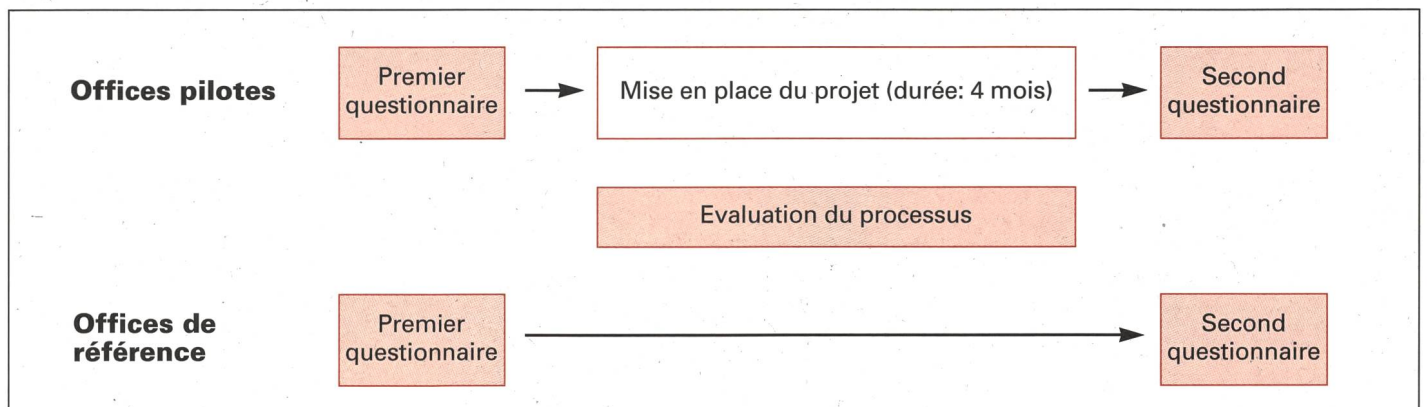 Offices pilotes
Premier
questionnaire
Mise en place du projet (durée: 4 mois)
Second
questionnaire
Evaluation du processus
Offices de
référence
Premier
questionnaire
Second
questionnaire